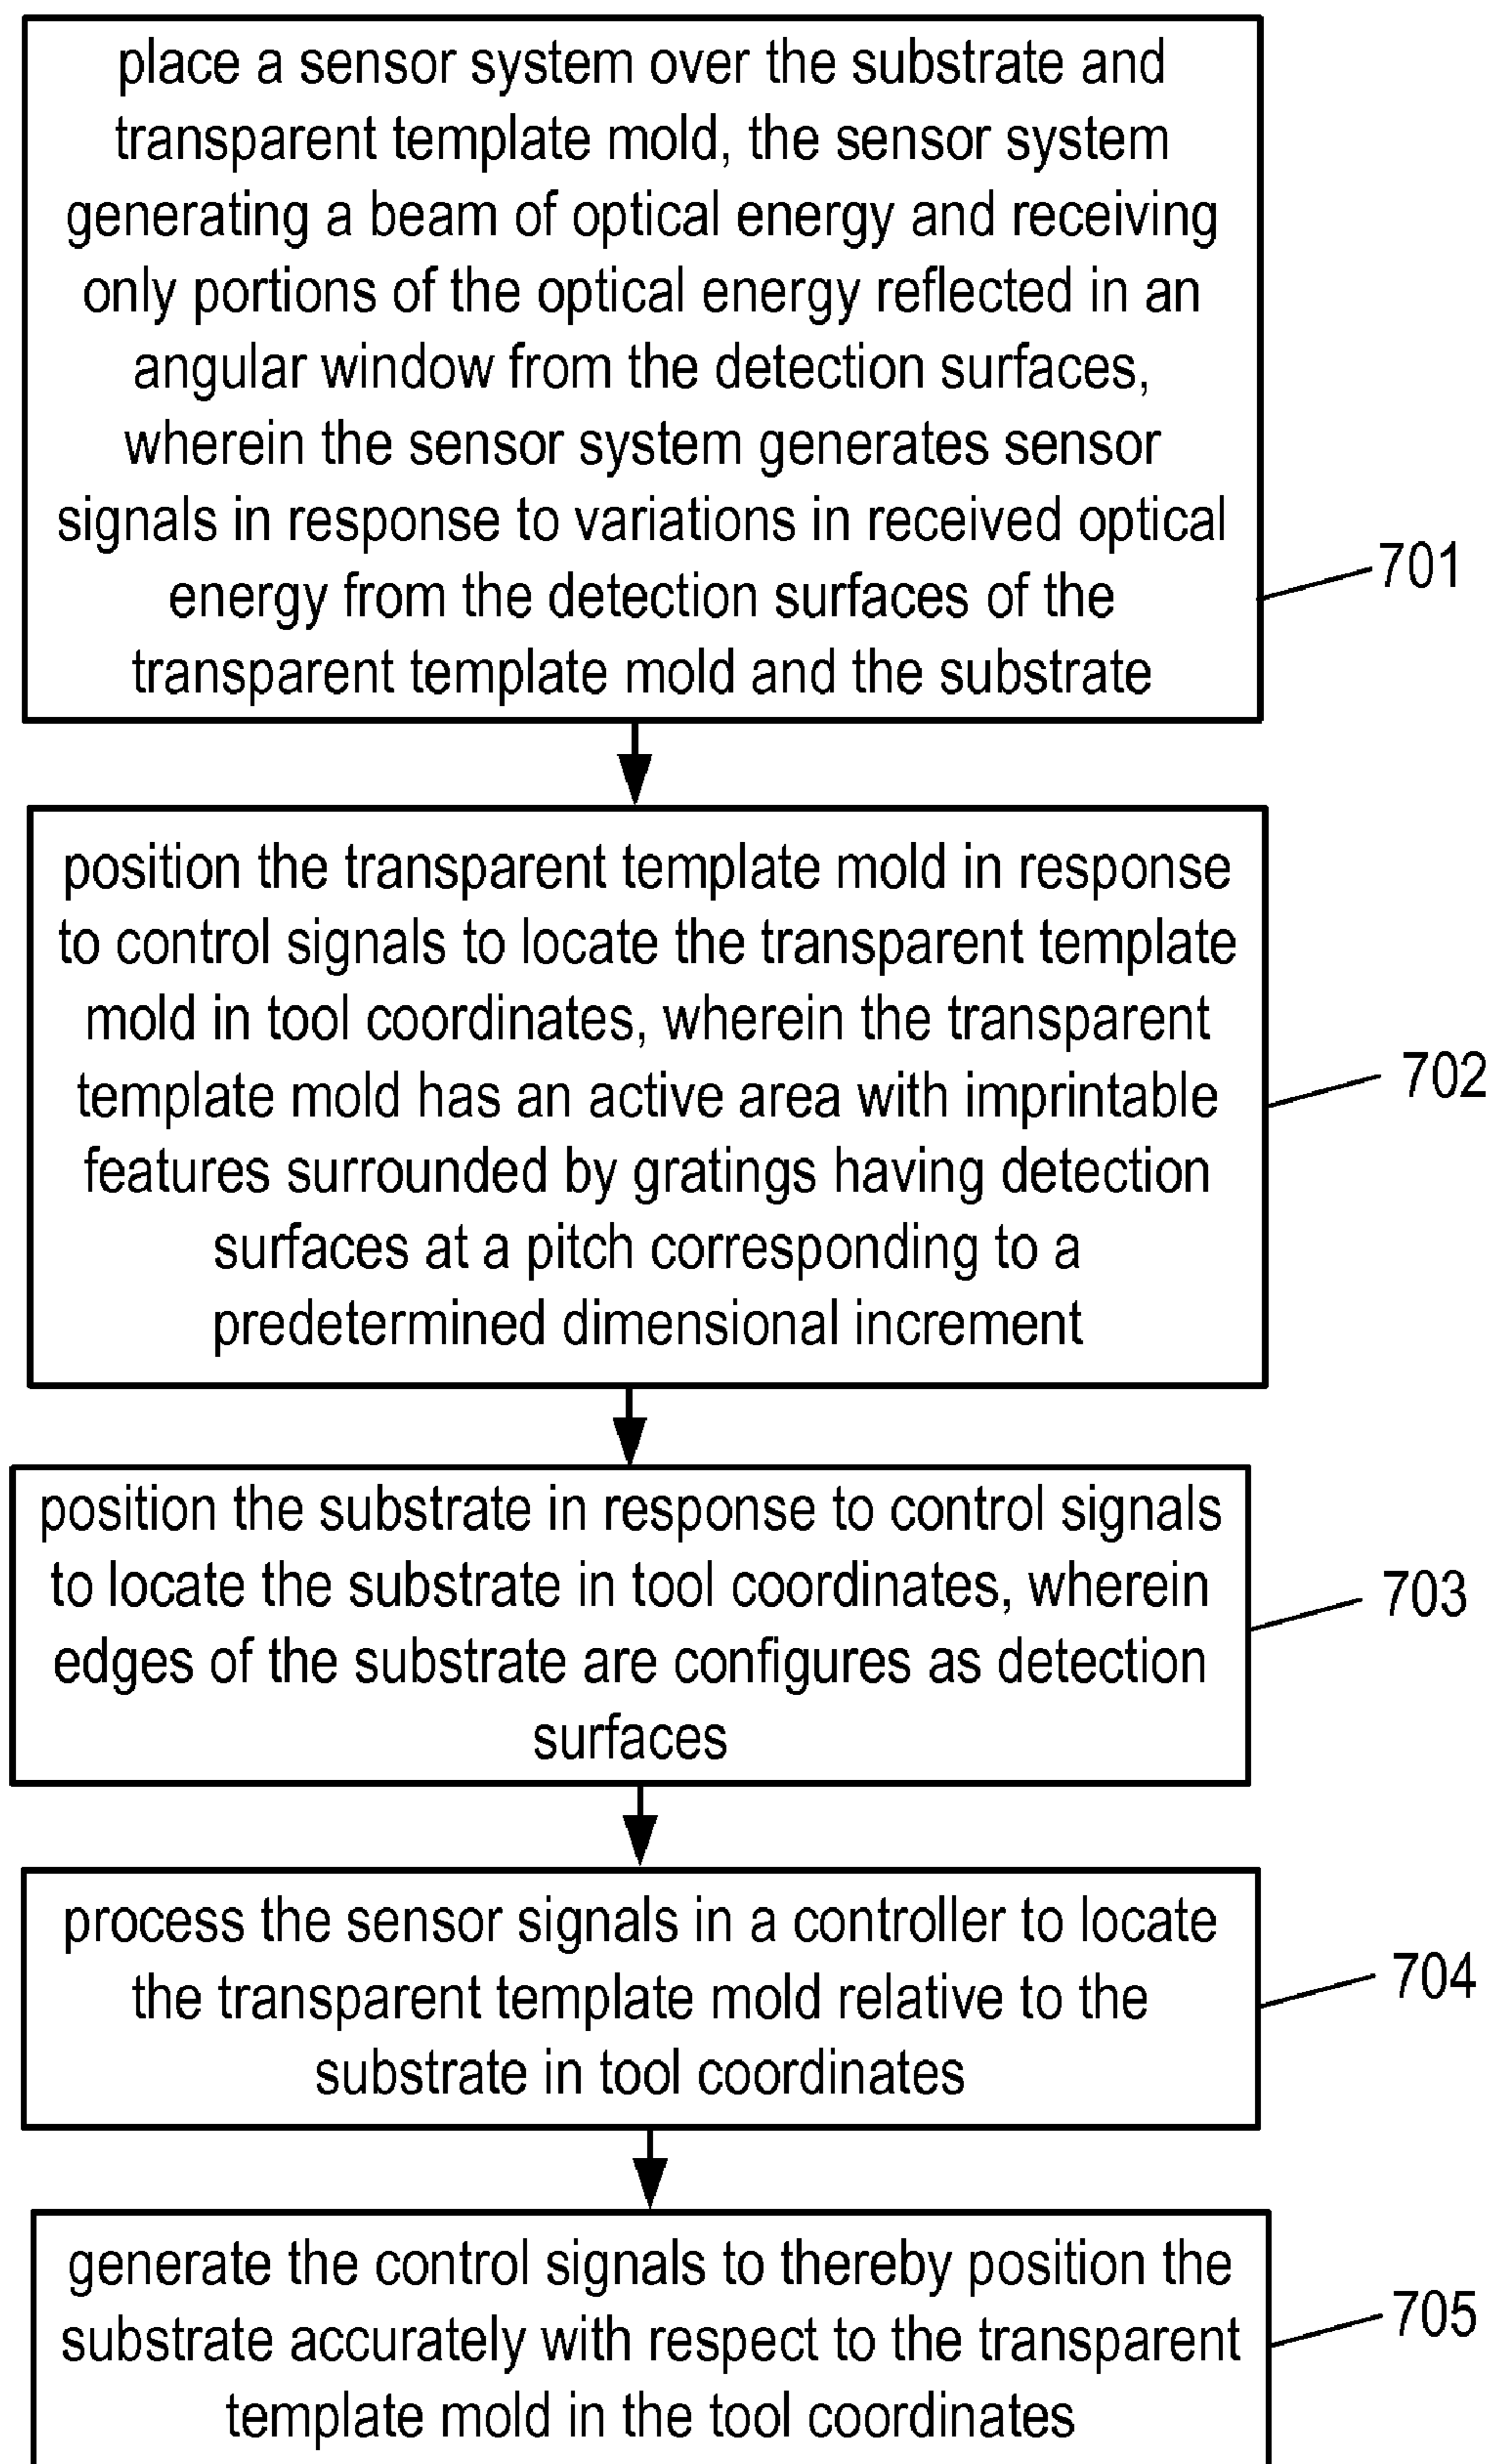 place a sensor system over the substrate and
transparent template mold, the sensor system
generating a beam of optical energy and receiving
only portions of the optical energy reflected in an
angular window from the detection surfaces,
wherein the sensor system generates sensor
signals in response to variations in received optical
energy from the detection surfaces of the
transparent template mold and the substrate
701
position the transparent template mold in response
to control signals to locate the transparent template
mold in tool coordinates, wherein the transparent
template mold has an active area with imprintable
features surrounded by gratings having detection
surfaces at a pitch corresponding to a
predetermined dimensional increment
702
position the substrate in response to control signals
to locate the substrate in tool coordinates, wherein
edges of the substrate are configures as detection
surfaces
703
process the sensor signals in a controller to locate
the transparent template mold relative to the
substrate in tool coordinates
704
generate the control signals to thereby position the
substrate accurately with respect to the transparent
template mold in the tool coordinates
705